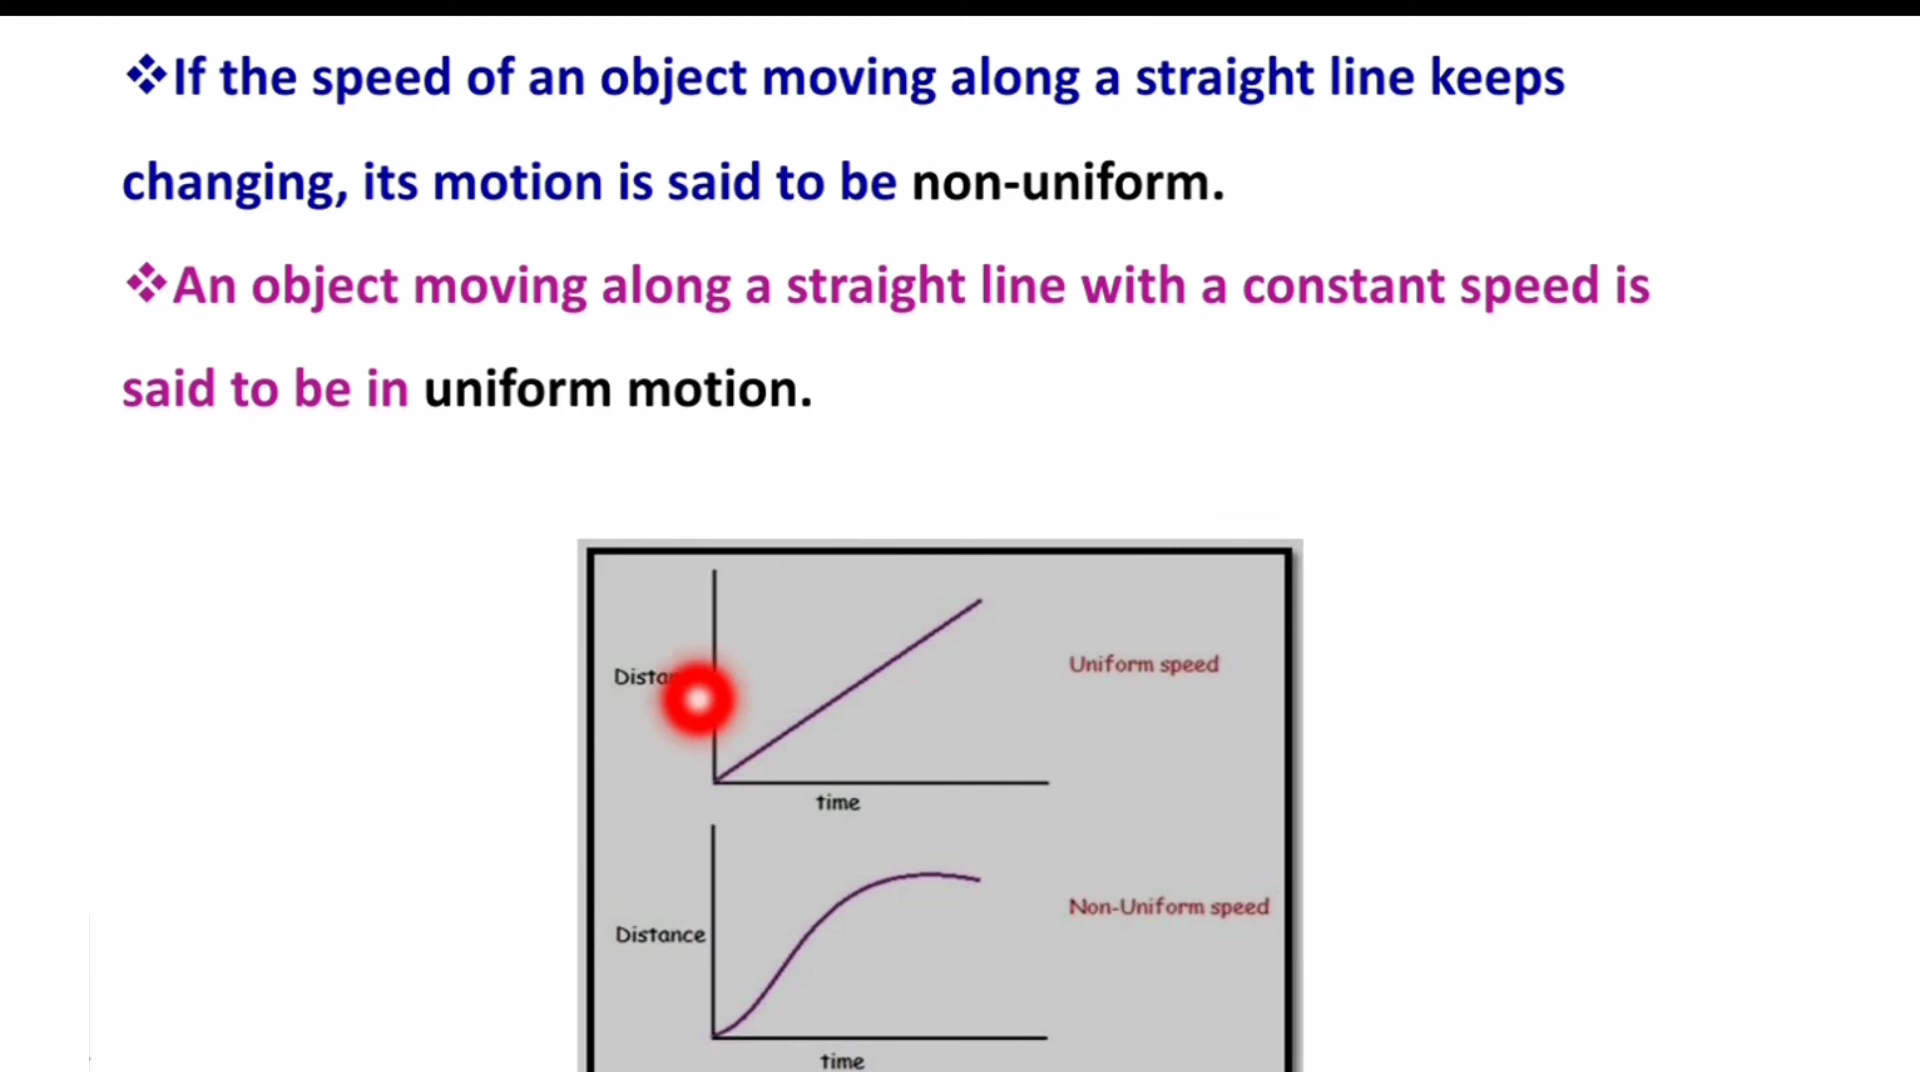 ❖If the speed of an object moving along a straight line keeps
changing, its motion is said to be non-uniform.
❖An object moving along a straight line with a constant speed is
said to be in uniform motion.
Uniform speed
time
Distance
Non-Uniform speed
time